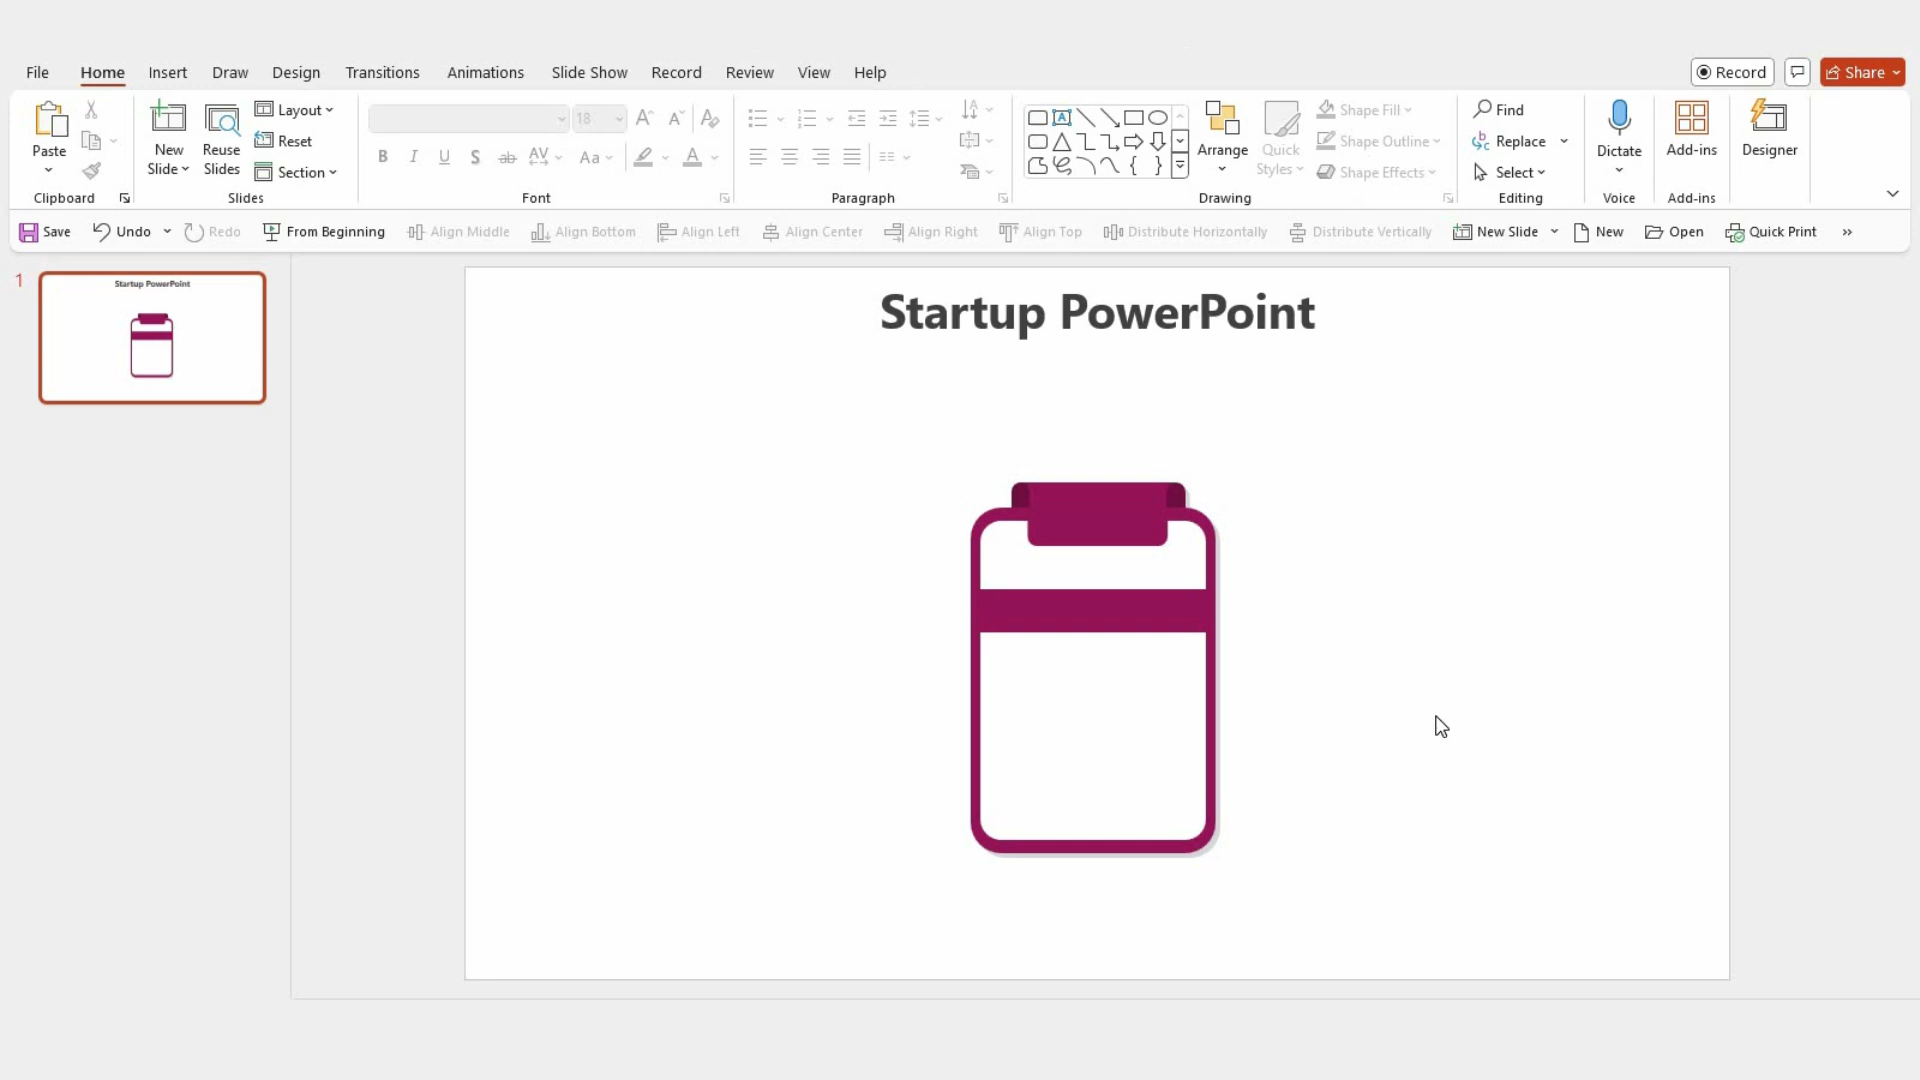 File Home Insert Draw Design Transitions Animations Slide Show Record Review View Help Record Share
Paste
Clipboard
New
Slide
Reuse
Slides
Layout
Reset
Section
Slides
18
A A A
B I U S ab AV Aa A
Font
Paragraph
A
Arrange
Quick
Styles
Shape Fill
Shape Outline
Shape Effects
Drawing
Find
Replace
Select
Editing
Dictate
Voice
Add-ins
Add-ins
Designer
Save Undo Redo From Beginning Align Middle Align Bottom Align Left Align Center Align Right Align Top Distribute Horizontally Distribute Vertically New Slide New Open Quick Print »
1
Startup PowerPoint
Startup PowerPoint